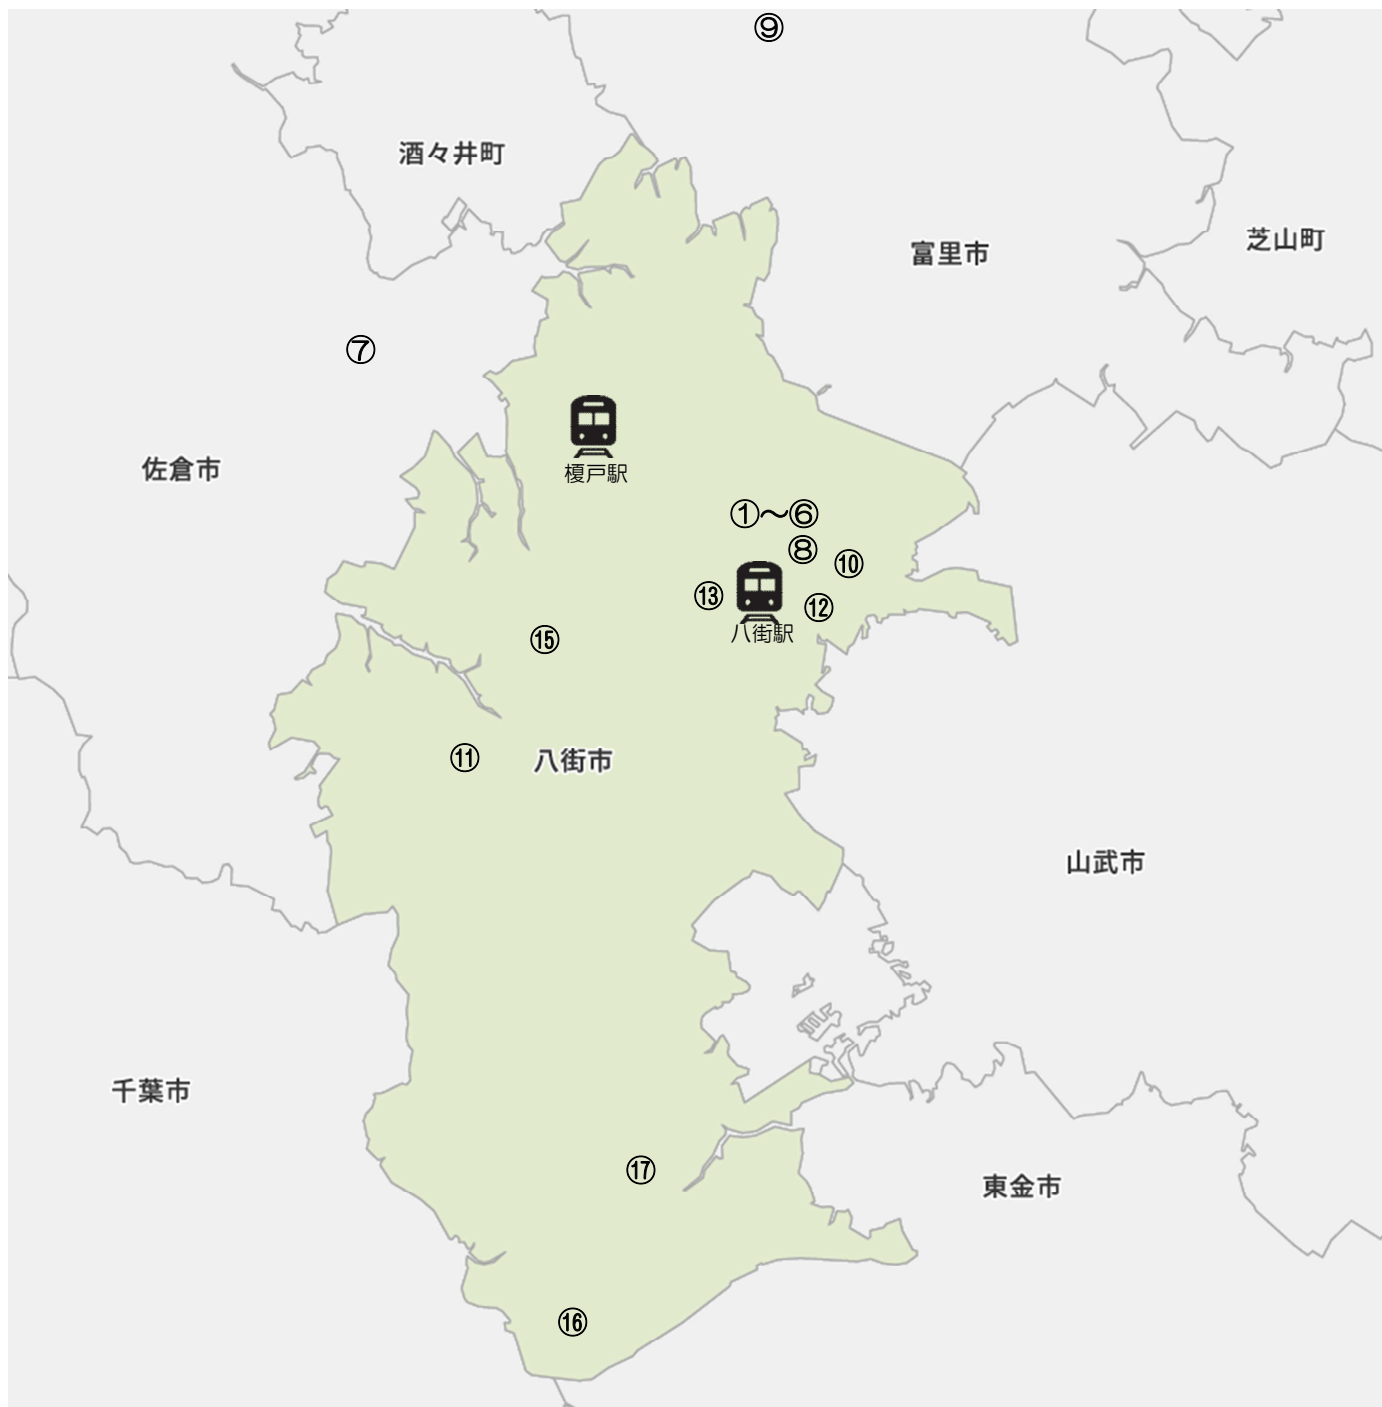 ⑨
酒々井町
富里市
芝山町
⑦
佐倉市
榎戸駅
①～⑥
⑧
⑩
⑬
⑫
八街駅
⑮
⑪
八街市
山武市
千葉市
⑰
東金市
⑯